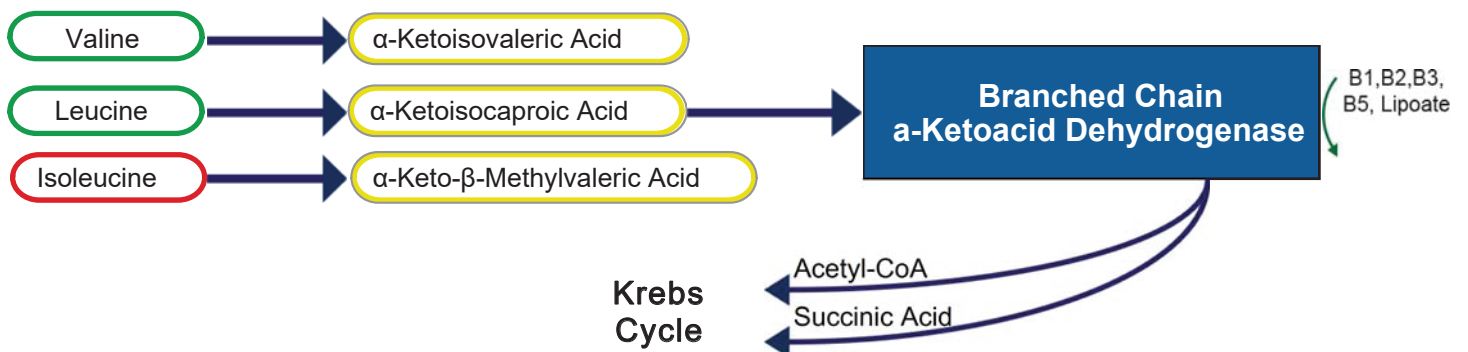 Valine
α-Ketoisovaleric Acid
Leucine
α-Ketoisocaproic Acid
Isoleucine
α-Keto-β-Methylvaleric Acid
Branched Chain
a-Ketoacid Dehydrogenase
B1,B2,B3,
B5, Lipoate
Acetyl-CoA
Succinic Acid
Krebs
Cycle